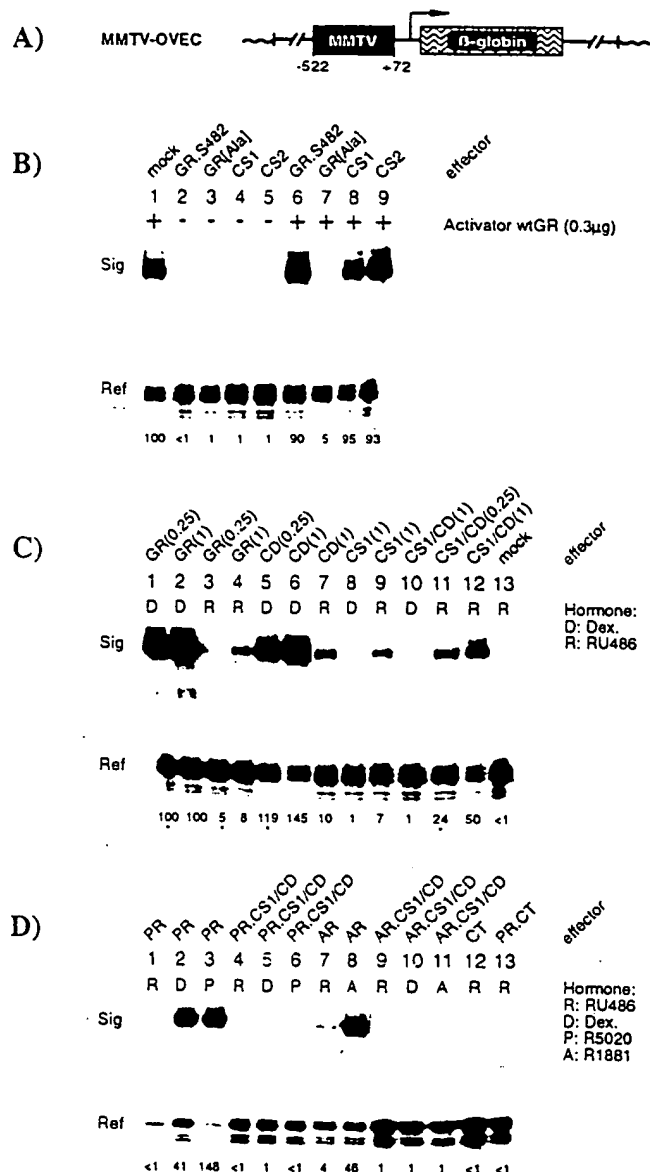 A) MMTV-OVEC MMTV ß-globin
-522 +72
B) mock GR.S482 GR[Ala] CS1 CS2 GR.S482 GR[Ala] CS1 CS2 effector
1 2 3 4 5 6 7 8 9
+ - - - - + + + + Activator wtGR (0.3µg)
Sig
Ref
100 <1 1 1 1 90 5 95 93
C) GR(0.25) GR(1) GR(0.25) GR(1) CD(0.25) CD(1) CD(1) CS1(1) CS1(1) CS1/CD(1) CS1/CD(0.25) CS1/CD(1) mock effector
1 2 3 4 5 6 7 8 9 10 11 12 13
D D R R D D R D R D R R R Hormone:
D: Dex.
R: RU486
Sig
Ref
100 100 5 8 119 145 10 1 7 1 24 50 <1
D) PR PR PR PR.CS1/CD PR.CS1/CD PR.CS1/CD AR AR AR.CS1/CD AR.CS1/CD AR.CS1/CD CT PR.CT effector
1 2 3 4 5 6 7 8 9 10 11 12 13
R D P R D P R A R D A R R Hormone:
R: RU486
D: Dex.
P: R5020
A: R1881
Sig
Ref
<1 41 148 <1 1 <1 4 46 1 1 1 <1 <1